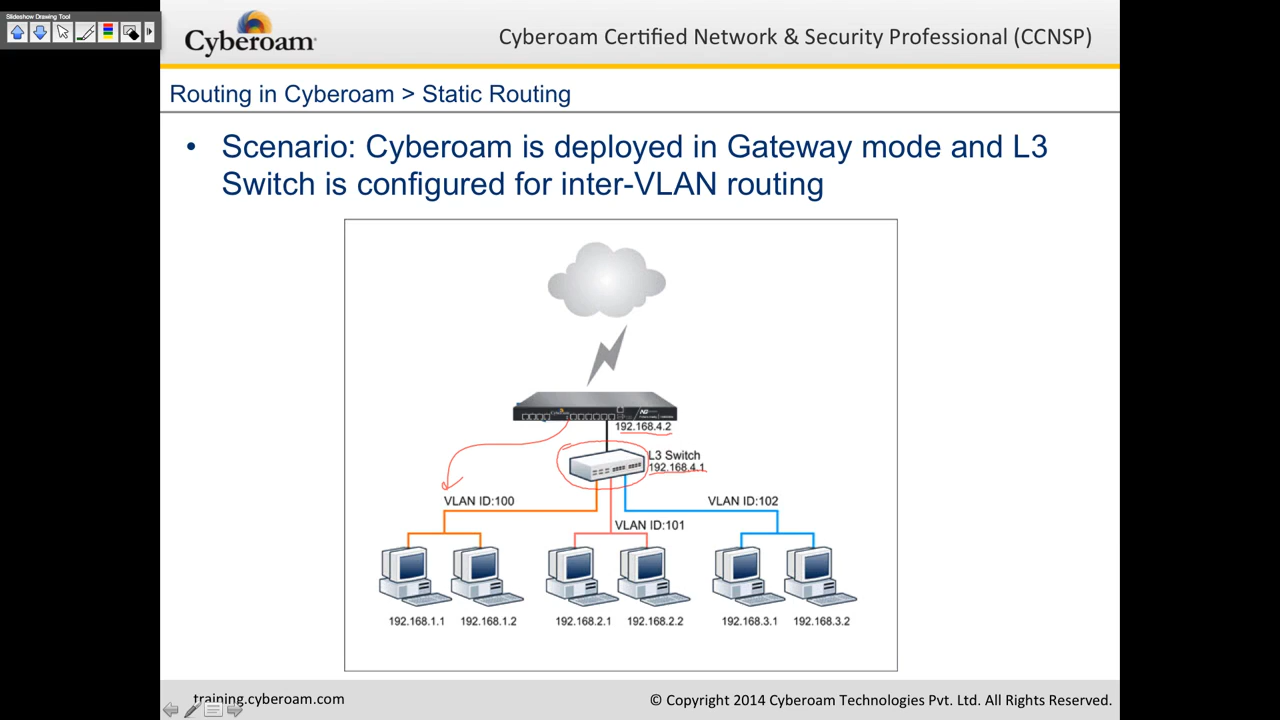 Slideshow Drawing Tool
Cyberoam
Cyberoam Certified Network & Security Professional (CCNSP)
Routing in Cyberoam > Static Routing
• Scenario: Cyberoam is deployed in Gateway mode and L3
Switch is configured for inter-VLAN routing
192.168.4.2
L3 Switch
192.168.4.1
VLAN ID:100
VLAN ID:102
VLAN ID:101
192.168.1.1 192.168.1.2 192.168.2.1 192.168.2.2 192.168.3.1 192.168.3.2
training.cyberoam.com
© Copyright 2014 Cyberoam Technologies Pvt. Ltd. All Rights Reserved.